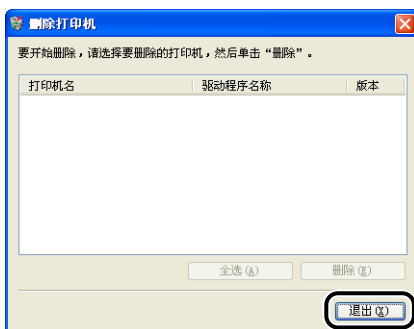 删除打印机
要开始删除，请选择要删除的打印机，然后单击“删除”。
打印机名 驱动程序名称 版本
全选(A) 删除(E)
退出(X)